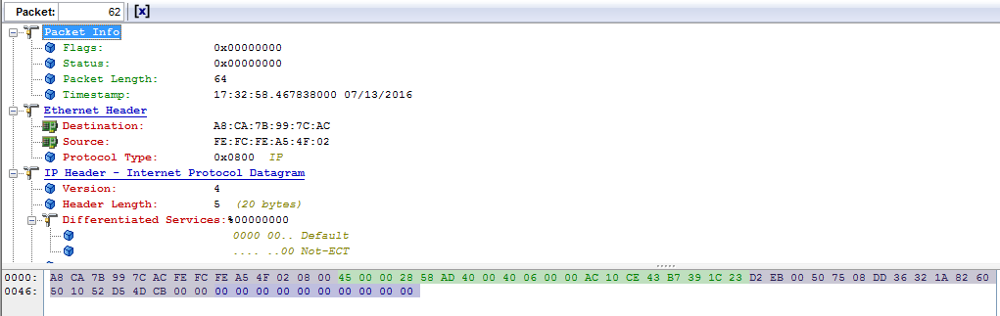 Packet: 62 [x]
Packet Info
Flags: 0x00000000
Status: 0x00000000
Packet Length: 64
Timestamp: 17:32:58.467838000 07/13/2016
Ethernet Header
Destination: A8:CA:7B:99:7C:AC
Source: FE:FC:FE:A5:4F:02
Protocol Type: 0x0800 IP
IP Header - Internet Protocol Datagram
Version: 4
Header Length: 5 (20 bytes)
Differentiated Services:%00000000
0000 00.. Default
.... ..00 Not-ECT
0000: A8 CA 7B 99 7C AC FE FC FE A5 4F 02 08 00 45 00 00 28 58 AD 40 00 40 06 00 00 AC 10 CE 43 B7 39 1C 23 D2 EB 00 50 75 08 DD 36 32 1A 82 60
0046: 50 10 52 D5 4D CB 00 00 00 00 00 00 00 00 00 00